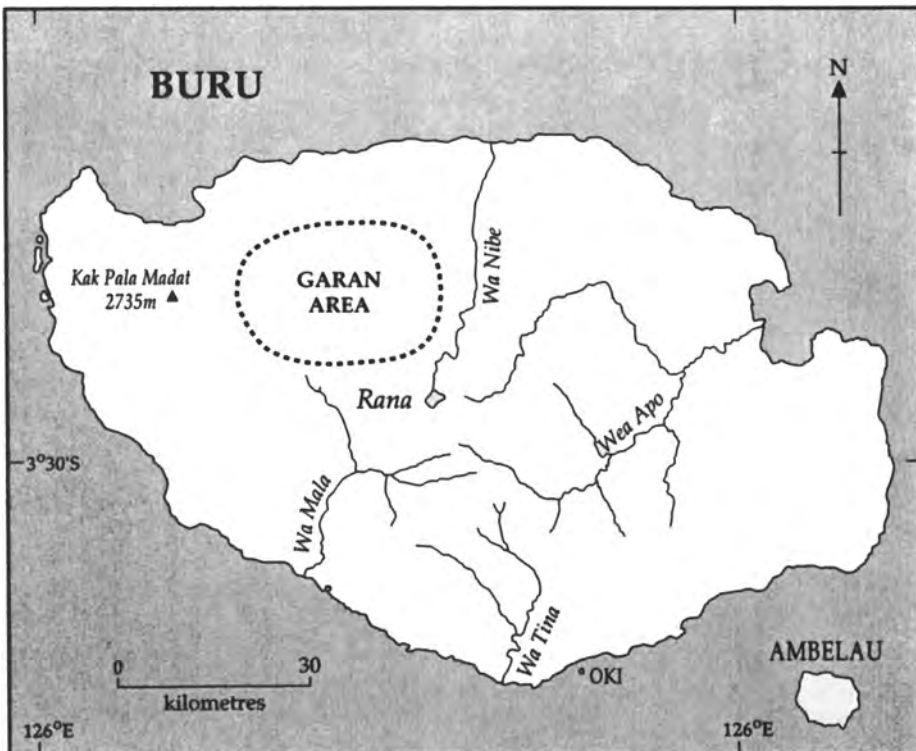 BURU
N
Kak Pala Madat
2735m
GARAN
AREA
Wa Nibe
Rana
Wea Apo
3°30'S
Wa Mala
Wa Tina
0 30
kilometres
OKI
AMBELAU
126°E
126°E